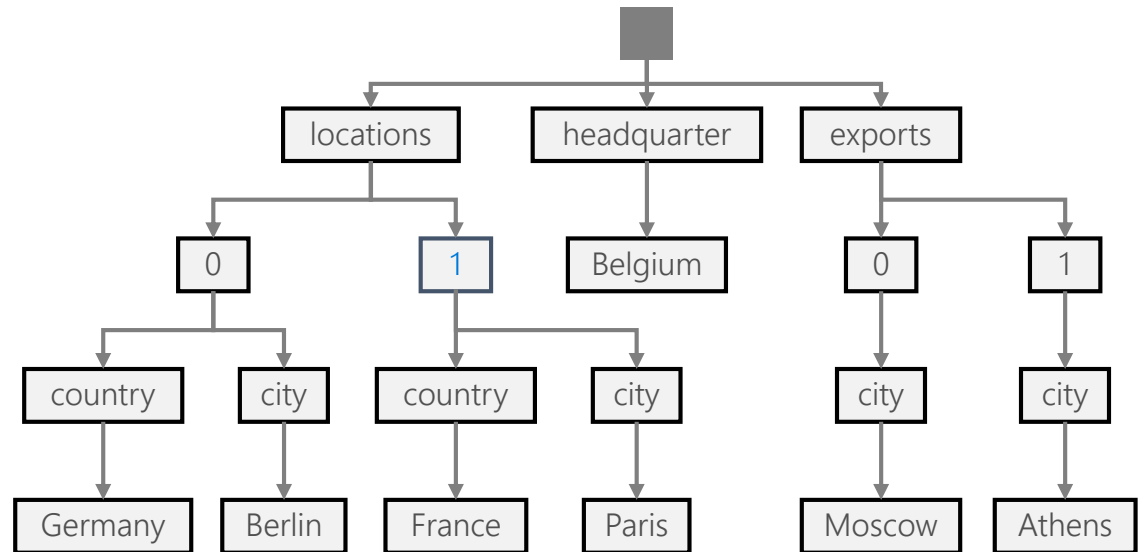 locations headquarter exports
0 1 Belgium 0 1
country city country city city city
Germany Berlin France Paris Moscow Athens